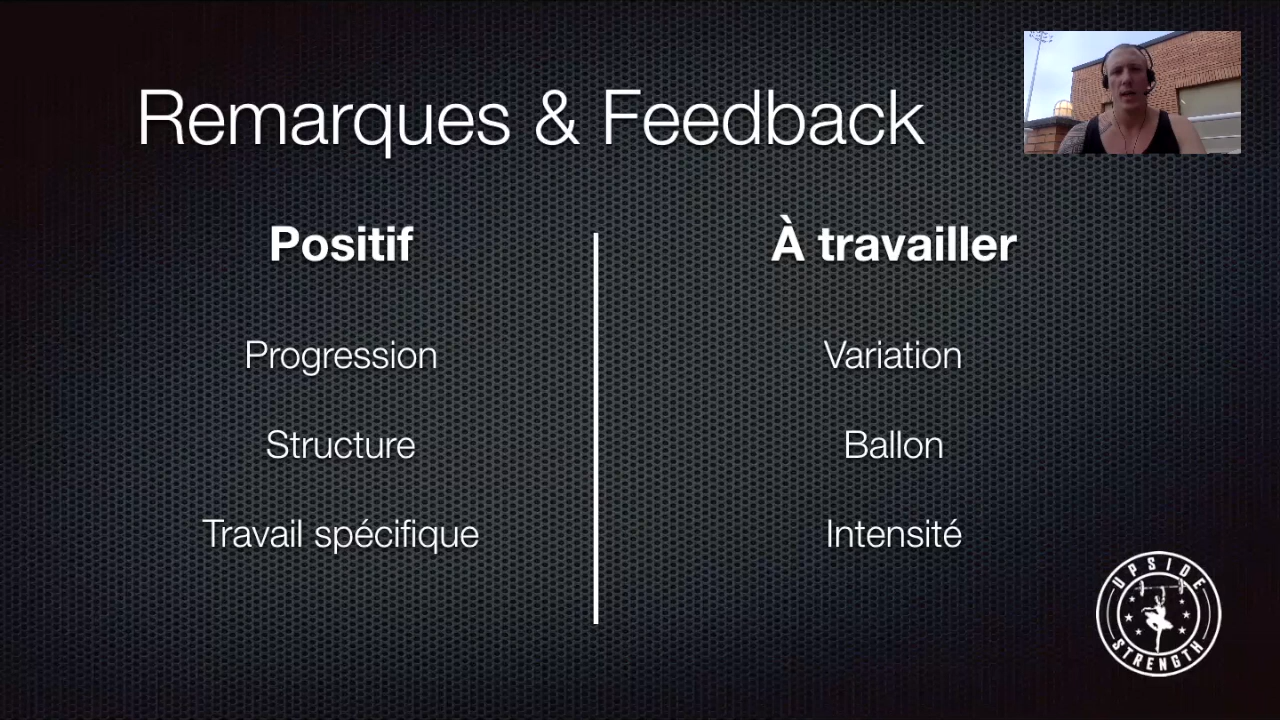 Remarques & Feedback
Positif
À travailler
Progression
Variation
Structure
Ballon
Travail spécifique
Intensité
UPSIDE
STRENGTH